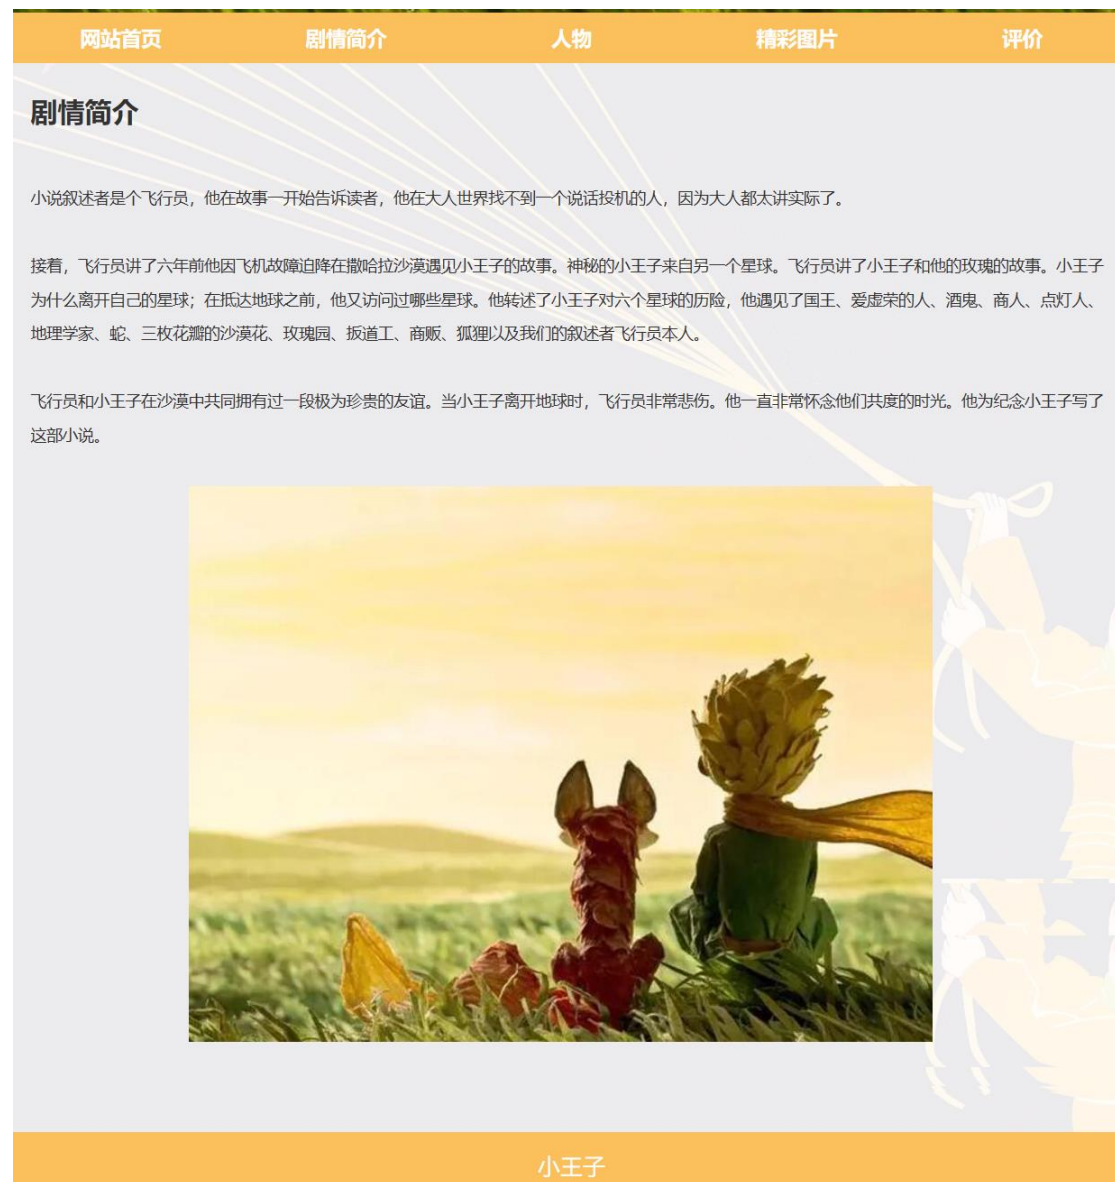 网站首页 剧情简介 人物 精彩图片 评价
剧情简介
小说叙述者是个飞行员，他在故事一开始告诉读者，他在大人世界找不到一个说话投机的人，因为大人都太讲实际了。
接着，飞行员讲了六年前他因飞机故障迫降在撒哈拉沙漠遇见小王子的故事。神秘的小王子来自另一个星球。飞行员讲了小王子和他的玫瑰的故事。小王子
为什么离开自己的星球；在抵达地球之前，他又访问过哪些星球。他转述了小王子对六个星球的历险，他遇见了国王、爱虚荣的人、酒鬼、商人、点灯人、
地理学家、蛇、三枚花瓣的沙漠花、玫瑰园、扳道工、商贩、狐狸以及我们的叙述者飞行员本人。
飞行员和小王子在沙漠中共同拥有过一段极为珍贵的友谊。当小王子离开地球时，飞行员非常悲伤。他一直非常怀念他们共度的时光。他为纪念小王子写了
这部小说。
小王子